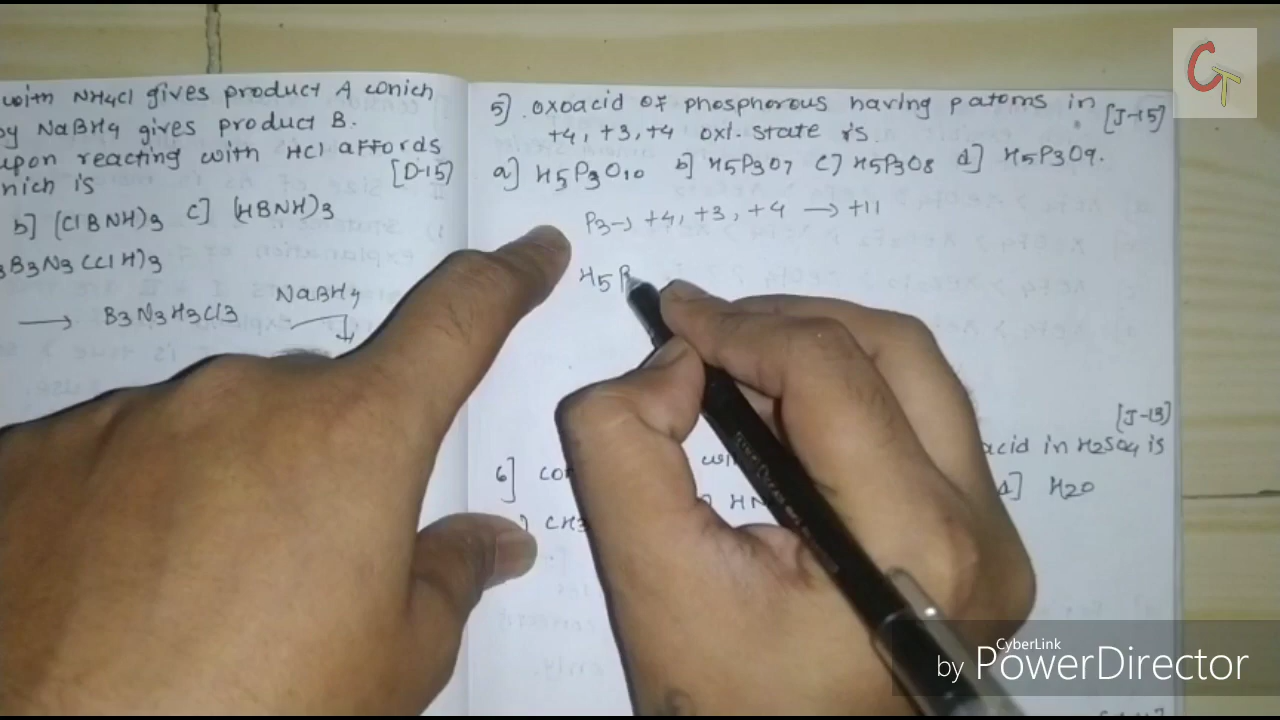 with NH4Cl gives product A which
by NaBH4 gives product B.
upon reacting with HCl affords
which is [D-15]
b] (ClBNH)3 c] (HBNH)3
B3N3(ClH)3
NaBH4
→ B3N3H3Cl3
5] oxoacid of phosphorous having p atoms in [J-15]
+4, +3, +4 oxi. state is
a] H5P3O10 b] H5P3O7 c] H5P3O8 d] H5P3O9.
P3→ +4, +3, +4 → +11
H5P
[J-13]
6] acid in H2SO4 is
CH3 HN d] H2O
CT
CyberLink
by PowerDirector